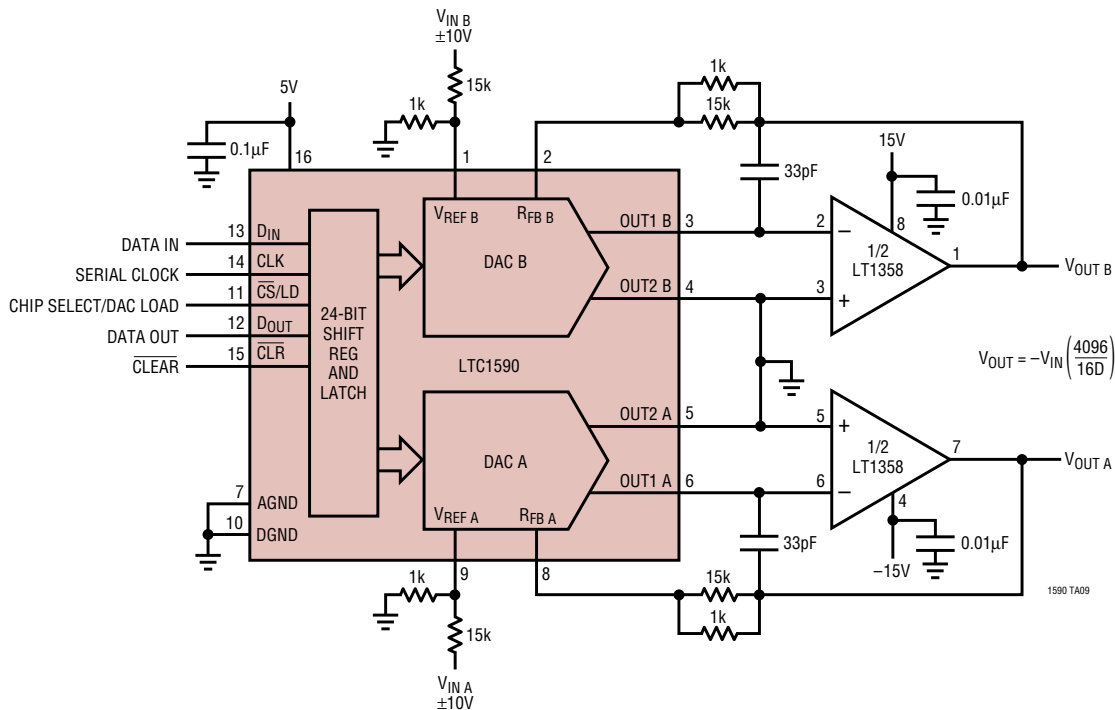 V_IN B
±10V
15k
1k
5V
0.1µF
16
1
2
1k
15k
33pF
15V
0.01µF
8
V_REF B
R_FB B
DAC B
OUT1 B
3
2
−
OUT2 B
4
3
+
1/2
LT1358
1
V_OUT B
DATA IN
13
D_IN
SERIAL CLOCK
14
CLK
CHIP SELECT/DAC LOAD
11
C̅S̅/LD
DATA OUT
12
D_OUT
C̅L̅E̅A̅R̅
15
C̅L̅R̅
24-BIT
SHIFT
REG
AND
LATCH
LTC1590
V_OUT = −V_IN (4096/16D)
DAC A
OUT2 A
5
5
+
OUT1 A
6
6
−
1/2
LT1358
7
V_OUT A
4
0.01µF
−15V
7
AGND
10
DGND
V_REF A
R_FB A
9
8
33pF
1k
15k
15k
1k
V_IN A
±10V
1590 TA09